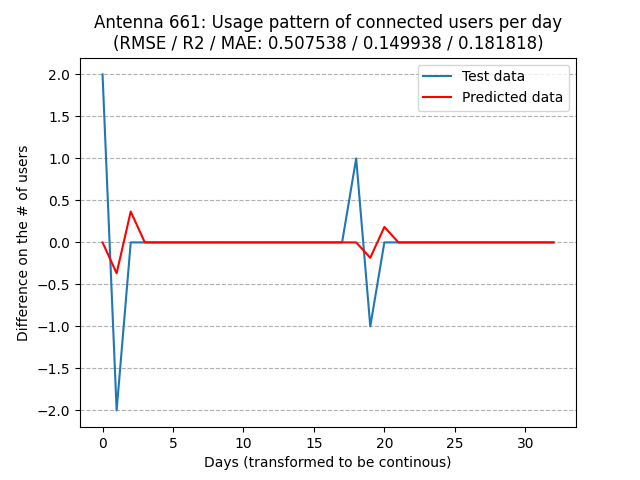 Antenna 661: Usage pattern of connected users per day
(RMSE / R2 / MAE: 0.507538 / 0.149938 / 0.181818)
Test data
Predicted data
2.0
1.5
1.0
0.5
0.0
−0.5
−1.0
−1.5
−2.0
Difference on the # of users
0 5 10 15 20 25 30
Days (transformed to be continous)